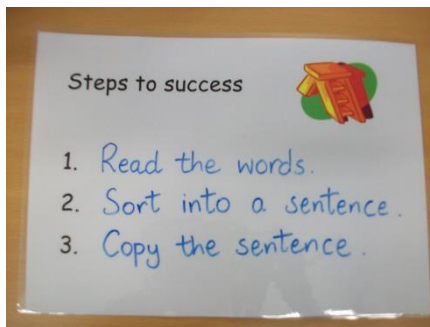 Steps to success
1. Read the words.
2. Sort into a sentence.
3. Copy the sentence.